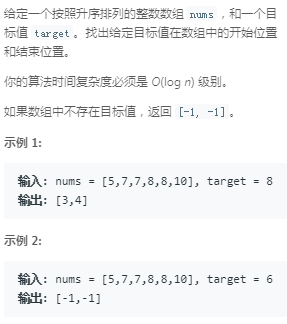 给定一个按照升序排列的整数数组 nums ，和一个目
标值 target 。找出给定目标值在数组中的开始位置
和结束位置。
你的算法时间复杂度必须是 O(log n) 级别。
如果数组中不存在目标值，返回 [-1, -1] 。
示例 1:
输入: nums = [5,7,7,8,8,10], target = 8
输出: [3,4]
示例 2:
输入: nums = [5,7,7,8,8,10], target = 6
输出: [-1,-1]